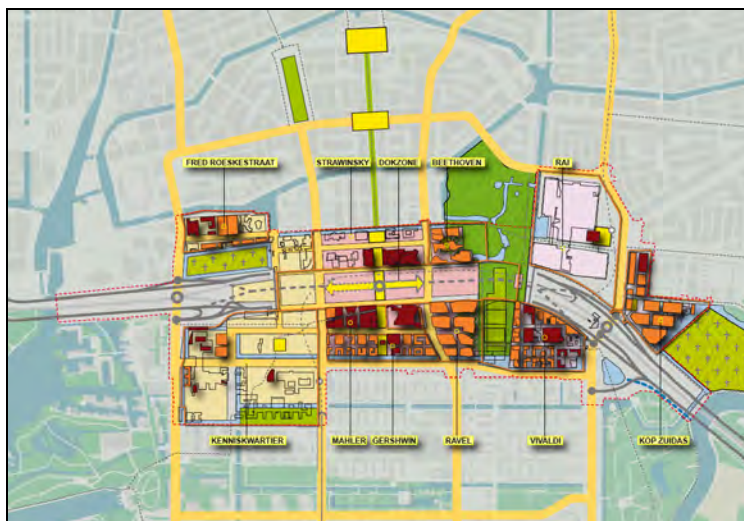 FRED ROESKESTRAAT
STRAWINSKY
DOKZONE
BEETHOVEN
RAI
KENNISKWARTIER
MAHLER
GERSHWIN
RAVEL
VIVALDI
KOP ZUIDAS